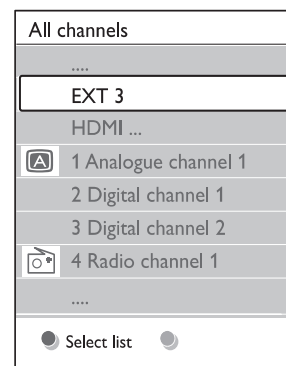 All channels
....
EXT 3
HDMI ...
A 1 Analogue channel 1
2 Digital channel 1
3 Digital channel 2
4 Radio channel 1
....
Select list